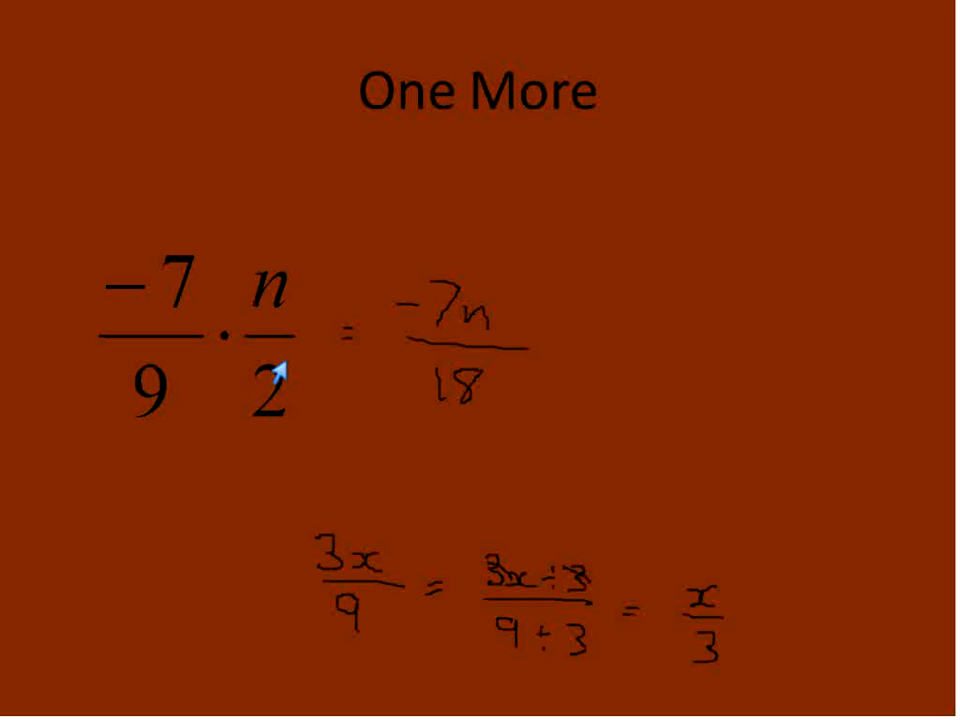 One More
-7/9 · n/2 = -7n/18
3x/9 = 3x÷3/9÷3 = x/3